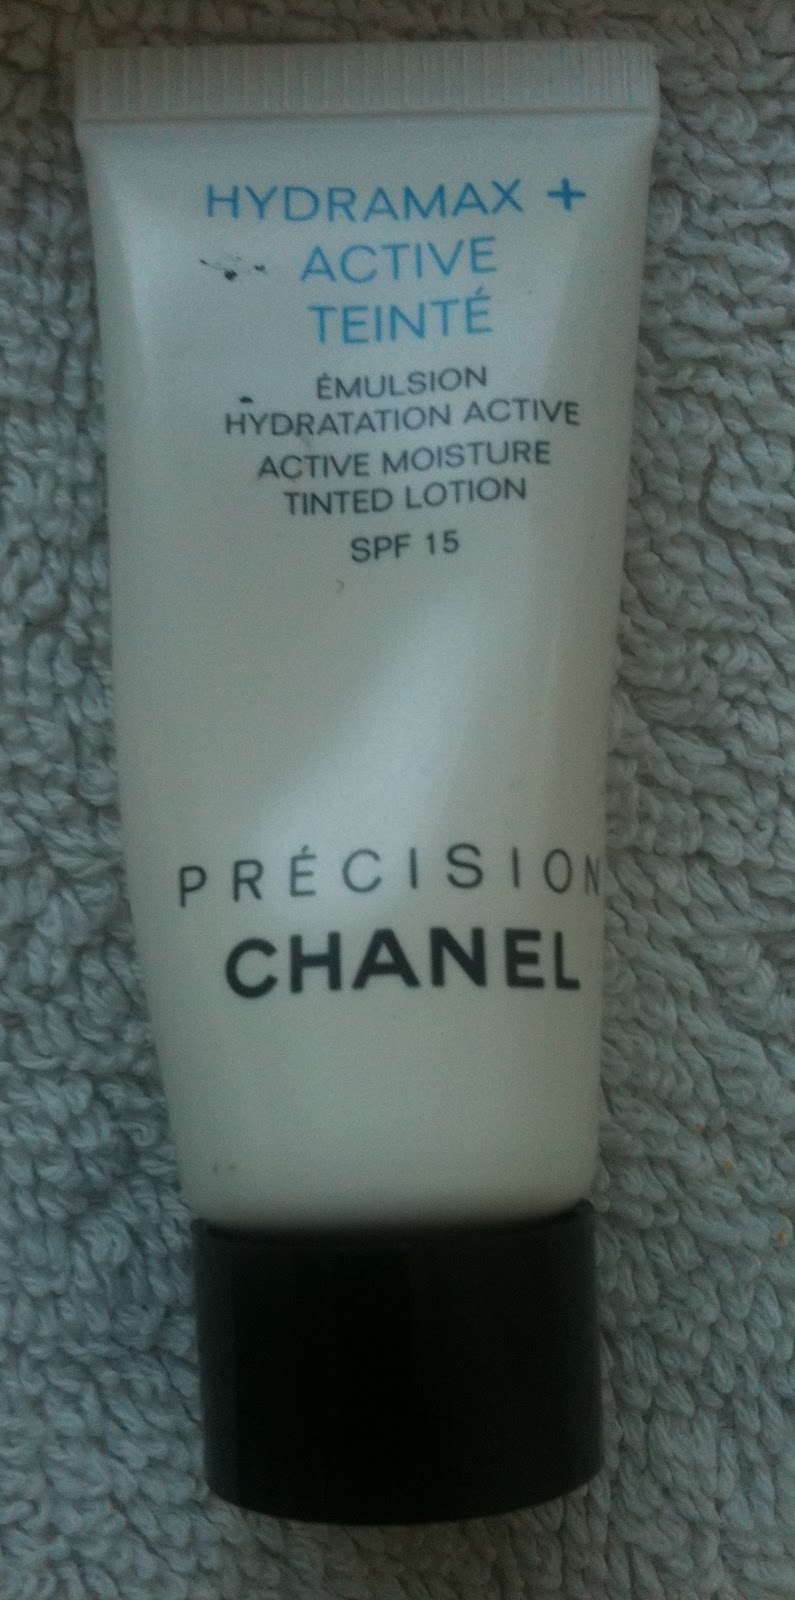 HYDRAMAX +
ACTIVE
TEINTÉ
ÉMULSION
HYDRATATION ACTIVE
ACTIVE MOISTURE
TINTED LOTION
SPF 15
PRÉCISION
CHANEL